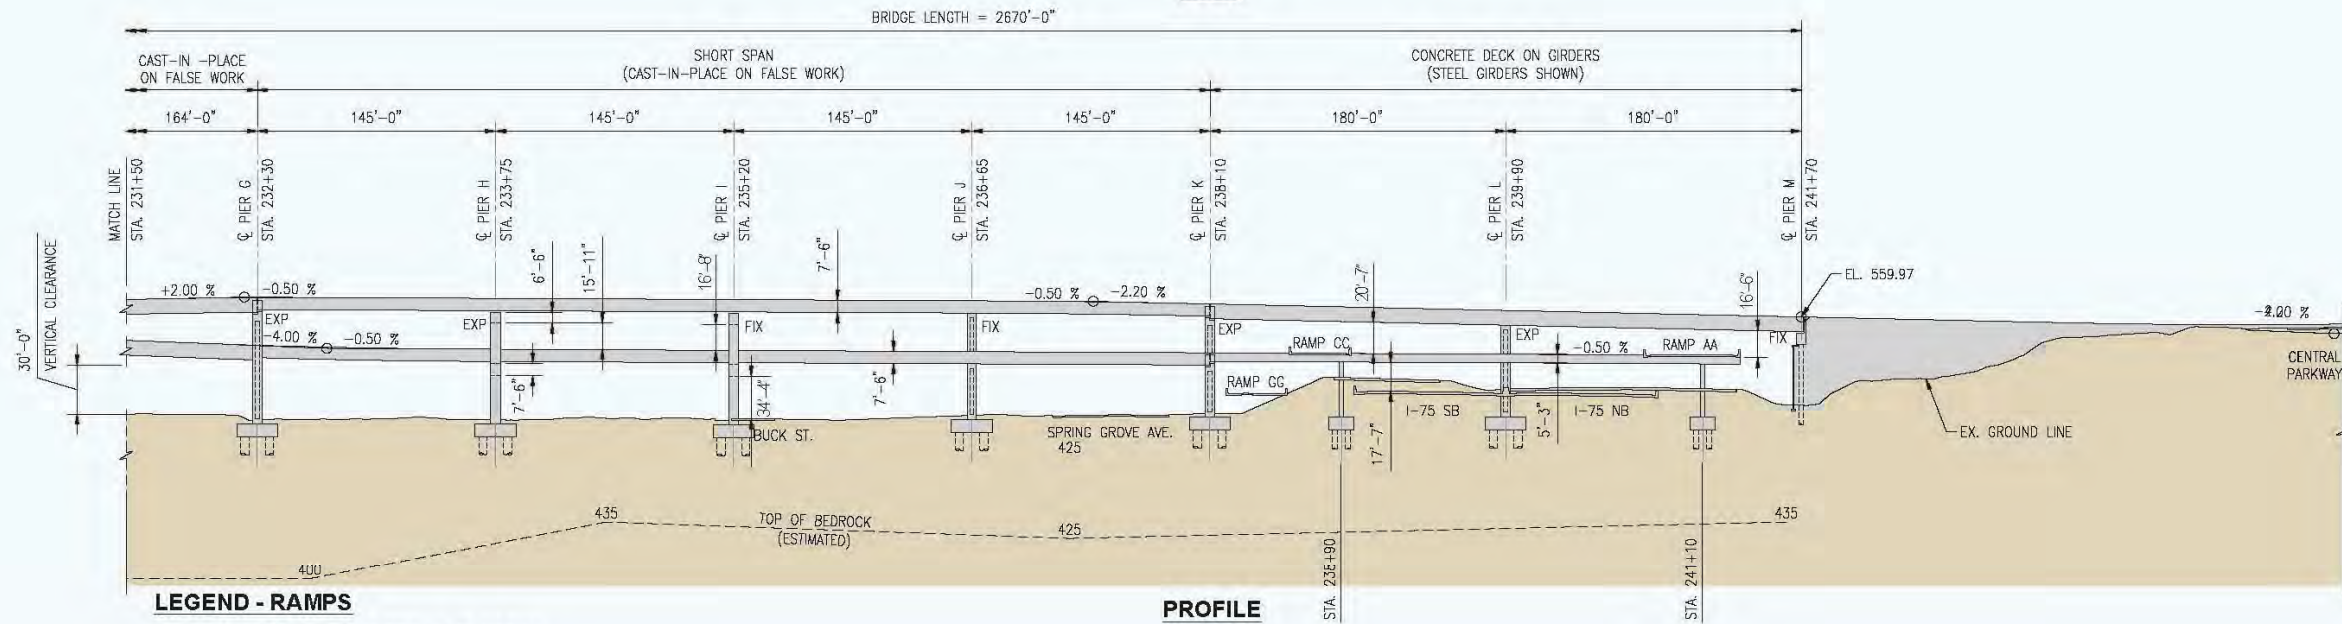 BRIDGE LENGTH = 2670'-0"
CAST-IN -PLACE
ON FALSE WORK
SHORT SPAN
(CAST-IN-PLACE ON FALSE WORK)
CONCRETE DECK ON GIRDERS
(STEEL GIRDERS SHOWN)
164'-0"
145'-0"
145'-0"
145'-0"
145'-0"
180'-0"
180'-0"
MATCH LINE
STA. 231+50
℄ PIER G
STA. 232+30
℄ PIER H
STA. 233+75
℄ PIER I
STA. 235+20
℄ PIER J
STA. 236+65
℄ PIER K
STA. 238+10
℄ PIER L
STA. 239+90
℄ PIER M
STA. 241+70
30'-0"
VERTICAL CLEARANCE
6'-6"
15'-11"
16'-8"
7'-6"
20'-7"
16'-6"
EL. 559.97
+2.00 %
-0.50 %
-0.50 %
-2.20 %
EXP
EXP
FIX
FIX
EXP
EXP
FIX
-4.00 %
-0.50 %
RAMP CC
-0.50 %
RAMP AA
CENTRAL
PARKWAY
7'-6"
34'-4"
7'-6"
RAMP GG
17'-7"
I-75 SB
5'-3"
I-75 NB
BUCK ST.
SPRING GROVE AVE.
425
EX. GROUND LINE
400
435
TOP OF BEDROCK
(ESTIMATED)
425
435
STA. 241+10
LEGEND - RAMPS
PROFILE